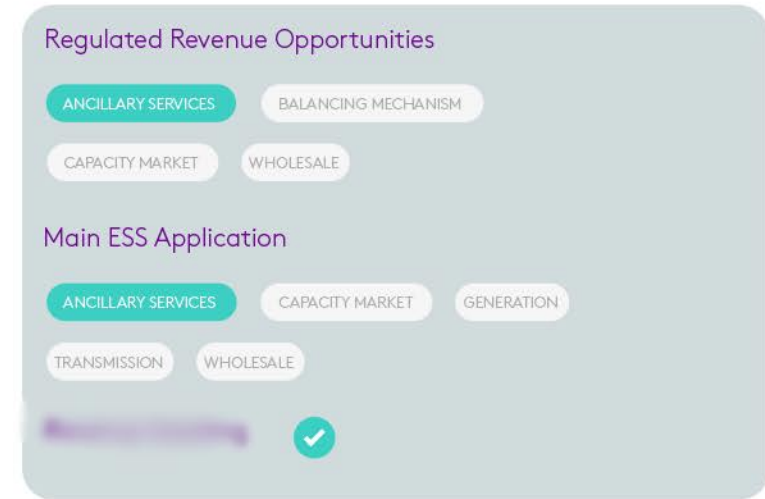 Regulated Revenue Opportunities
ANCILLARY SERVICES BALANCING MECHANISM
CAPACITY MARKET WHOLESALE
Main ESS Application
ANCILLARY SERVICES CAPACITY MARKET GENERATION
TRANSMISSION WHOLESALE